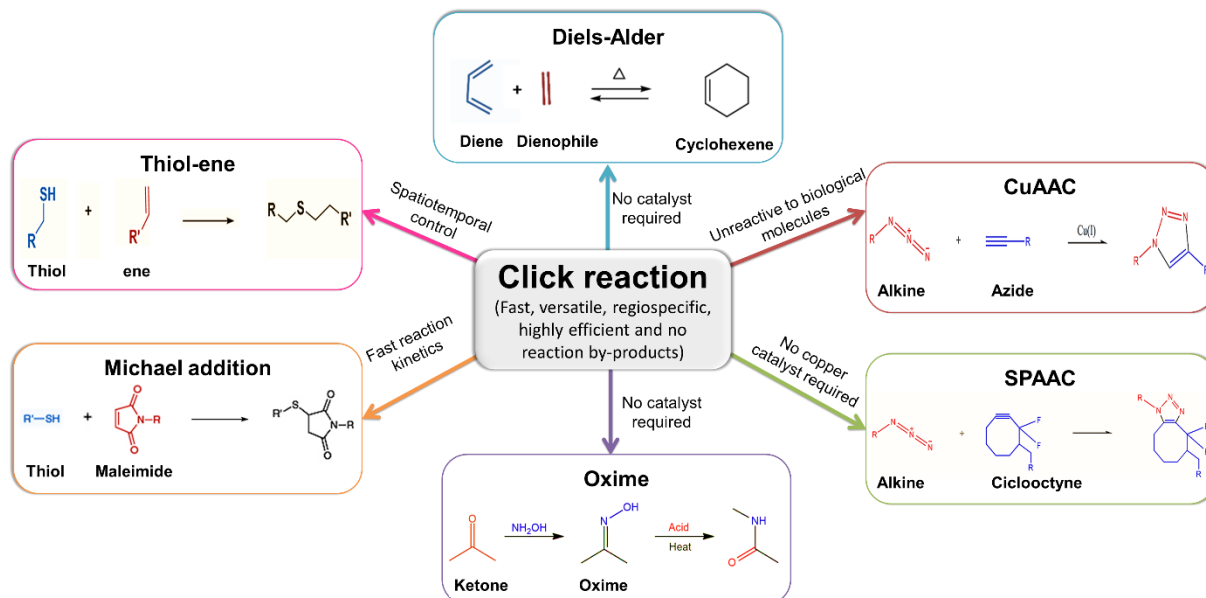 Diels-Alder
+
△
Diene
Dienophile
Cyclohexene
Thiol-ene
SH
R
+
R'
R
S
R'
Thiol
ene
Spatiotemporal
control
No catalyst
required
Unreactive to biological
molecules
CuAAC
R
N
N
+
N
-
+
R
Cu(I)
N
N
N
R
R
Alkine
Azide
Click reaction
(Fast, versatile, regiospecific,
highly efficient and no
reaction by-products)
Michael addition
R'–SH
+
O
N–R
O
R'
S
O
N–R
O
Thiol
Maleimide
Fast reaction
kinetics
No catalyst
required
No copper
catalyst required
SPAAC
R
N
N
+
N
-
+
F
F
R
R
N
N
N
F
F
R
Alkine
Ciclooctyne
Oxime
O
NH₂OH
N
OH
Acid
Heat
NH
O
Ketone
Oxime